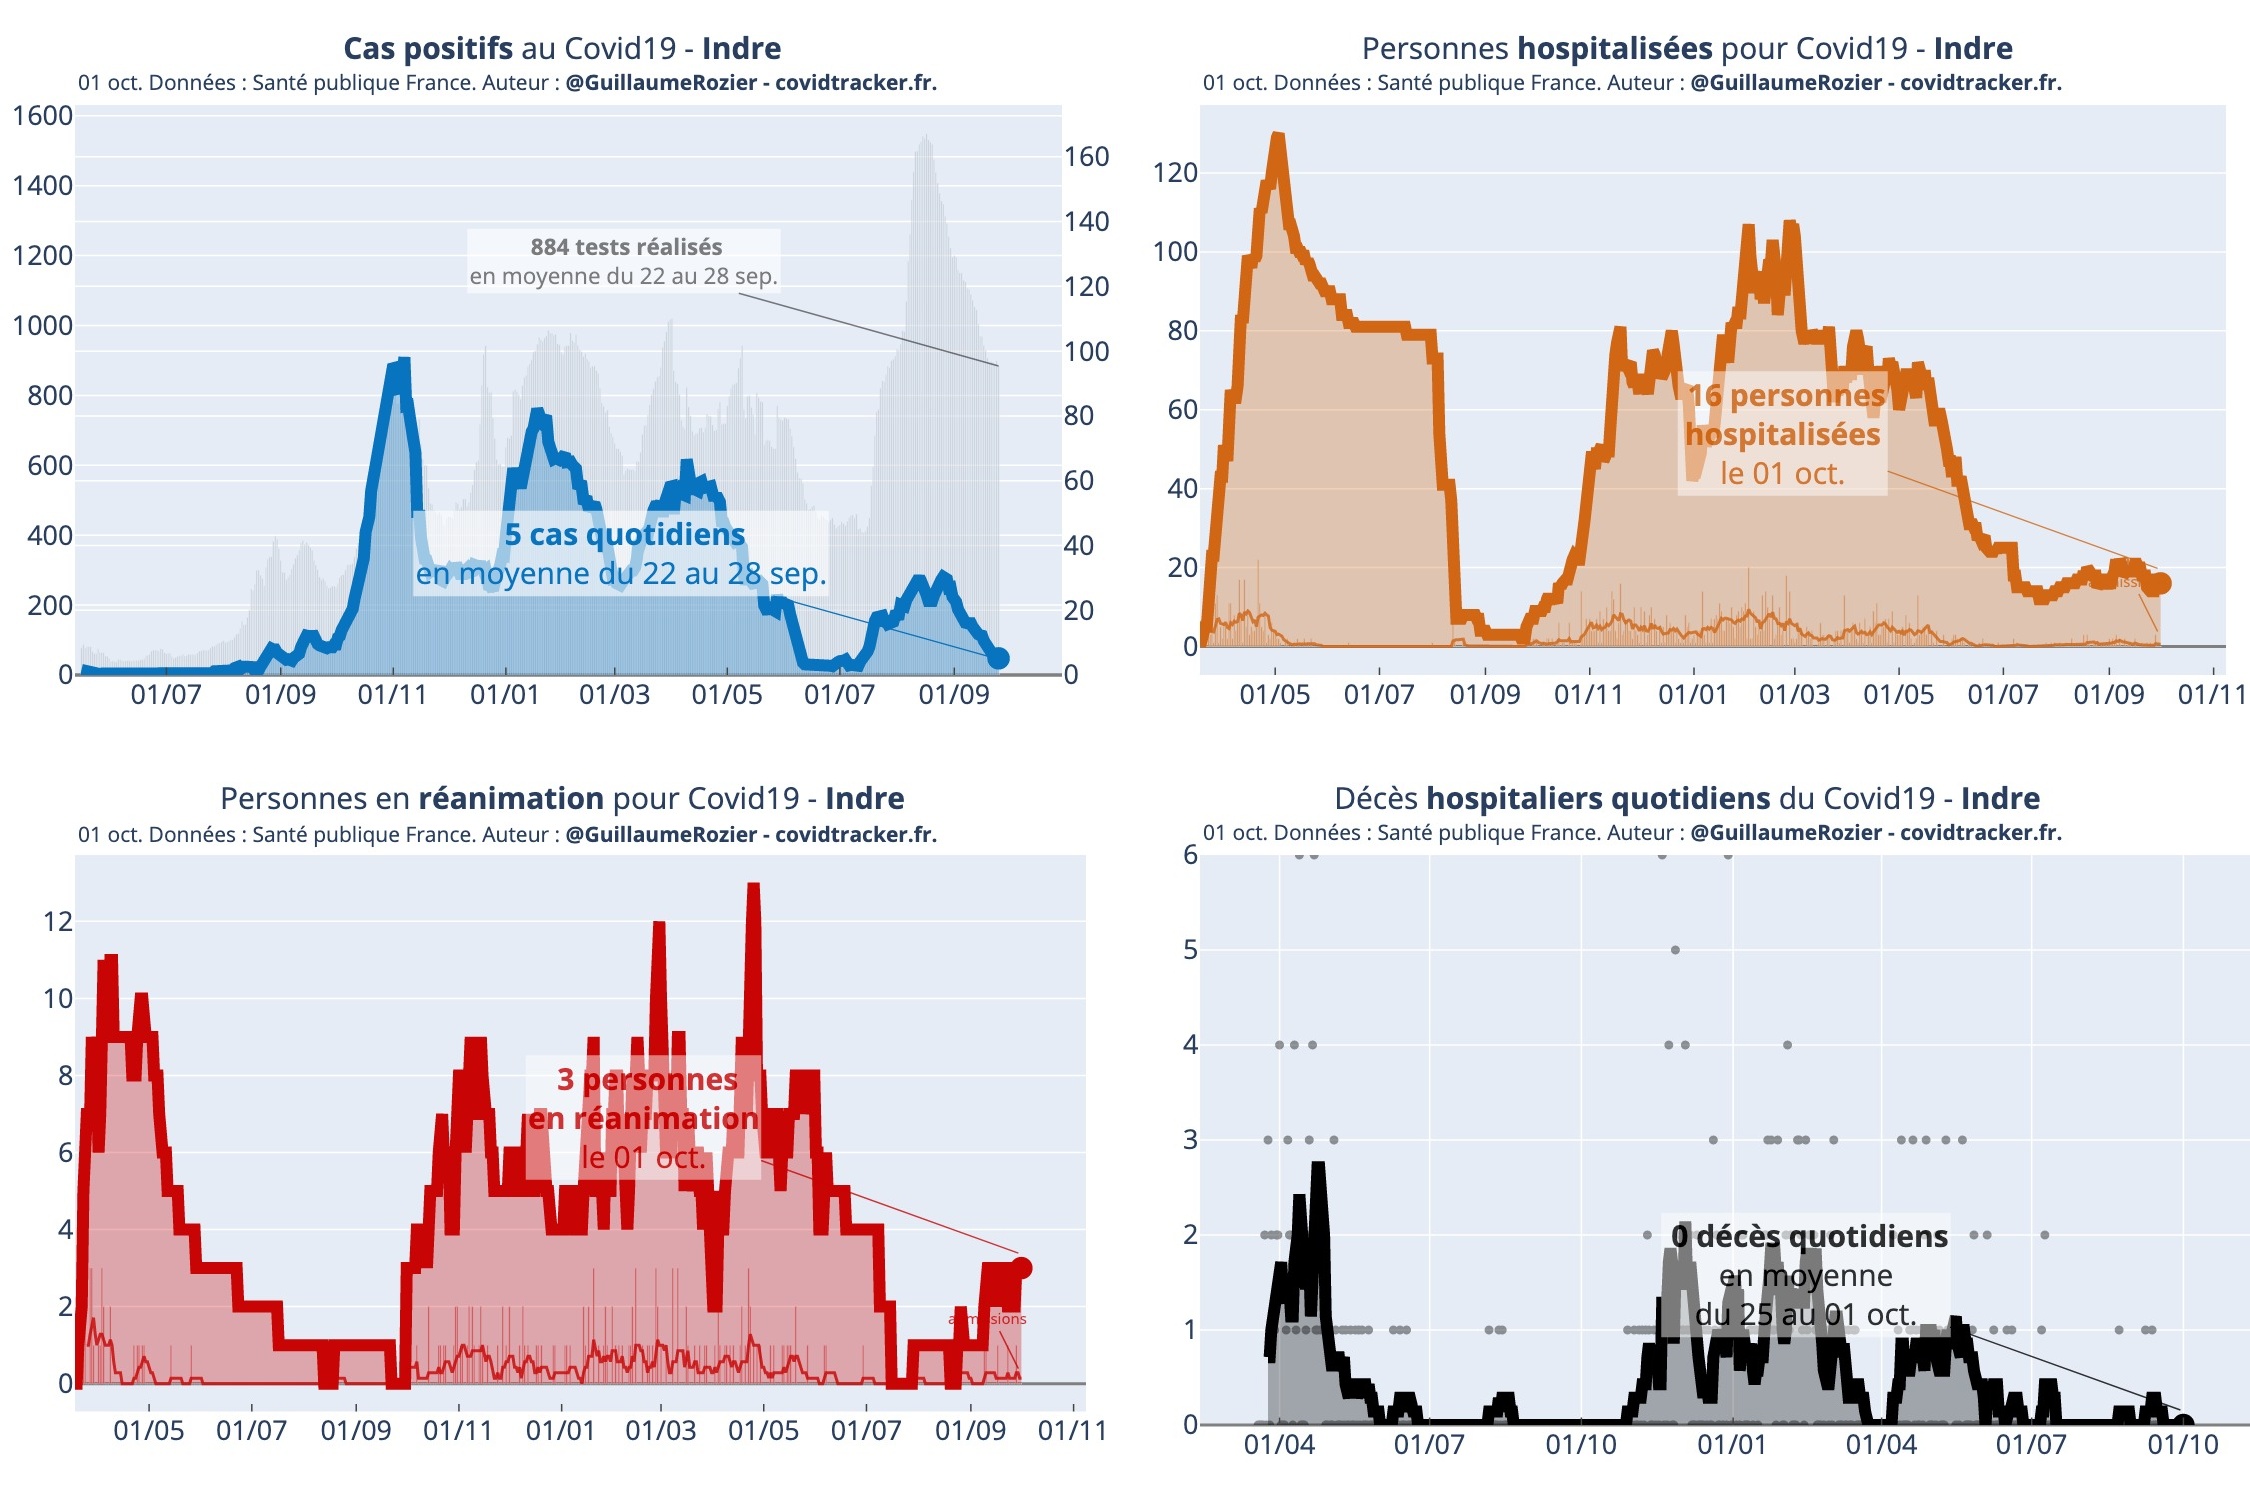 Cas positifs au Covid19 - Indre
01 oct. Données : Santé publique France. Auteur : @GuillaumeRozier - covidtracker.fr.
1600
1400
1200
1000
800
600
400
200
0
160
140
120
100
80
60
40
20
0
884 tests réalisés
en moyenne du 22 au 28 sep.
5 cas quotidiens
en moyenne du 22 au 28 sep.
01/07 01/09 01/11 01/01 01/03 01/05 01/07 01/09
Personnes hospitalisées pour Covid19 - Indre
01 oct. Données : Santé publique France. Auteur : @GuillaumeRozier - covidtracker.fr.
120
100
80
60
40
20
0
16 personnes
hospitalisées
le 01 oct.
01/05 01/07 01/09 01/11 01/01 01/03 01/05 01/07 01/09 01/11
Personnes en réanimation pour Covid19 - Indre
01 oct. Données : Santé publique France. Auteur : @GuillaumeRozier - covidtracker.fr.
12
10
8
6
4
2
0
3 personnes
en réanimation
le 01 oct.
admissions
01/05 01/07 01/09 01/11 01/01 01/03 01/05 01/07 01/09 01/11
Décès hospitaliers quotidiens du Covid19 - Indre
01 oct. Données : Santé publique France. Auteur : @GuillaumeRozier - covidtracker.fr.
6
5
4
3
2
1
0
0 décès quotidiens
en moyenne
du 25 au 01 oct.
01/04 01/07 01/10 01/01 01/04 01/07 01/10